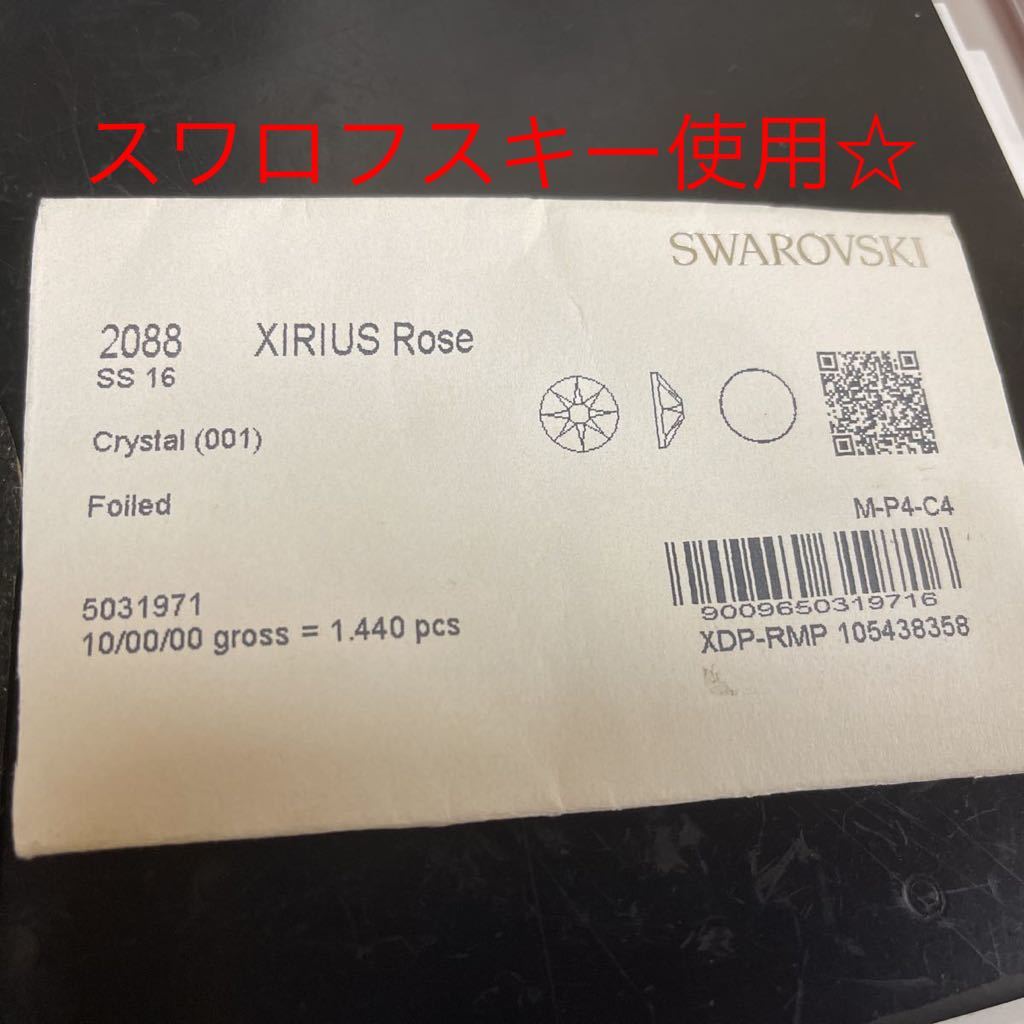 スワロフスキー使用☆
SWAROVSKI
2088 XIRIUS Rose
SS 16
Crystal (001)
Foiled
M-P4-C4
5031971
10/00/00 gross = 1.440 pcs
9009650319716
XDP-RMP 105438358